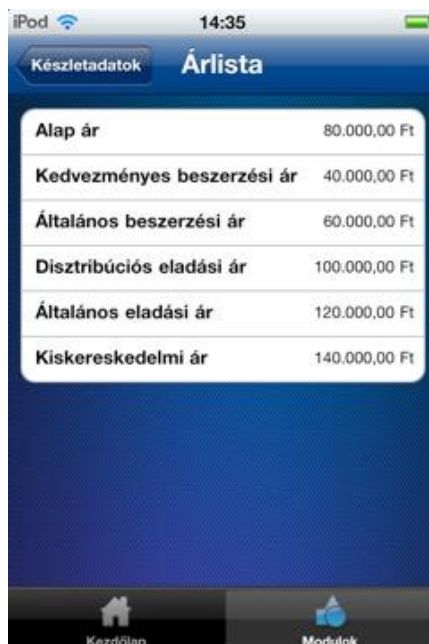 iPod 14:35
Készletadatok Árlista
Alap ár 80.000,00 Ft
Kedvezményes beszerzési ár 40.000,00 Ft
Általános beszerzési ár 60.000,00 Ft
Disztribúciós eladási ár 100.000,00 Ft
Általános eladási ár 120.000,00 Ft
Kiskereskedelmi ár 140.000,00 Ft
Kezdőlap Modulok